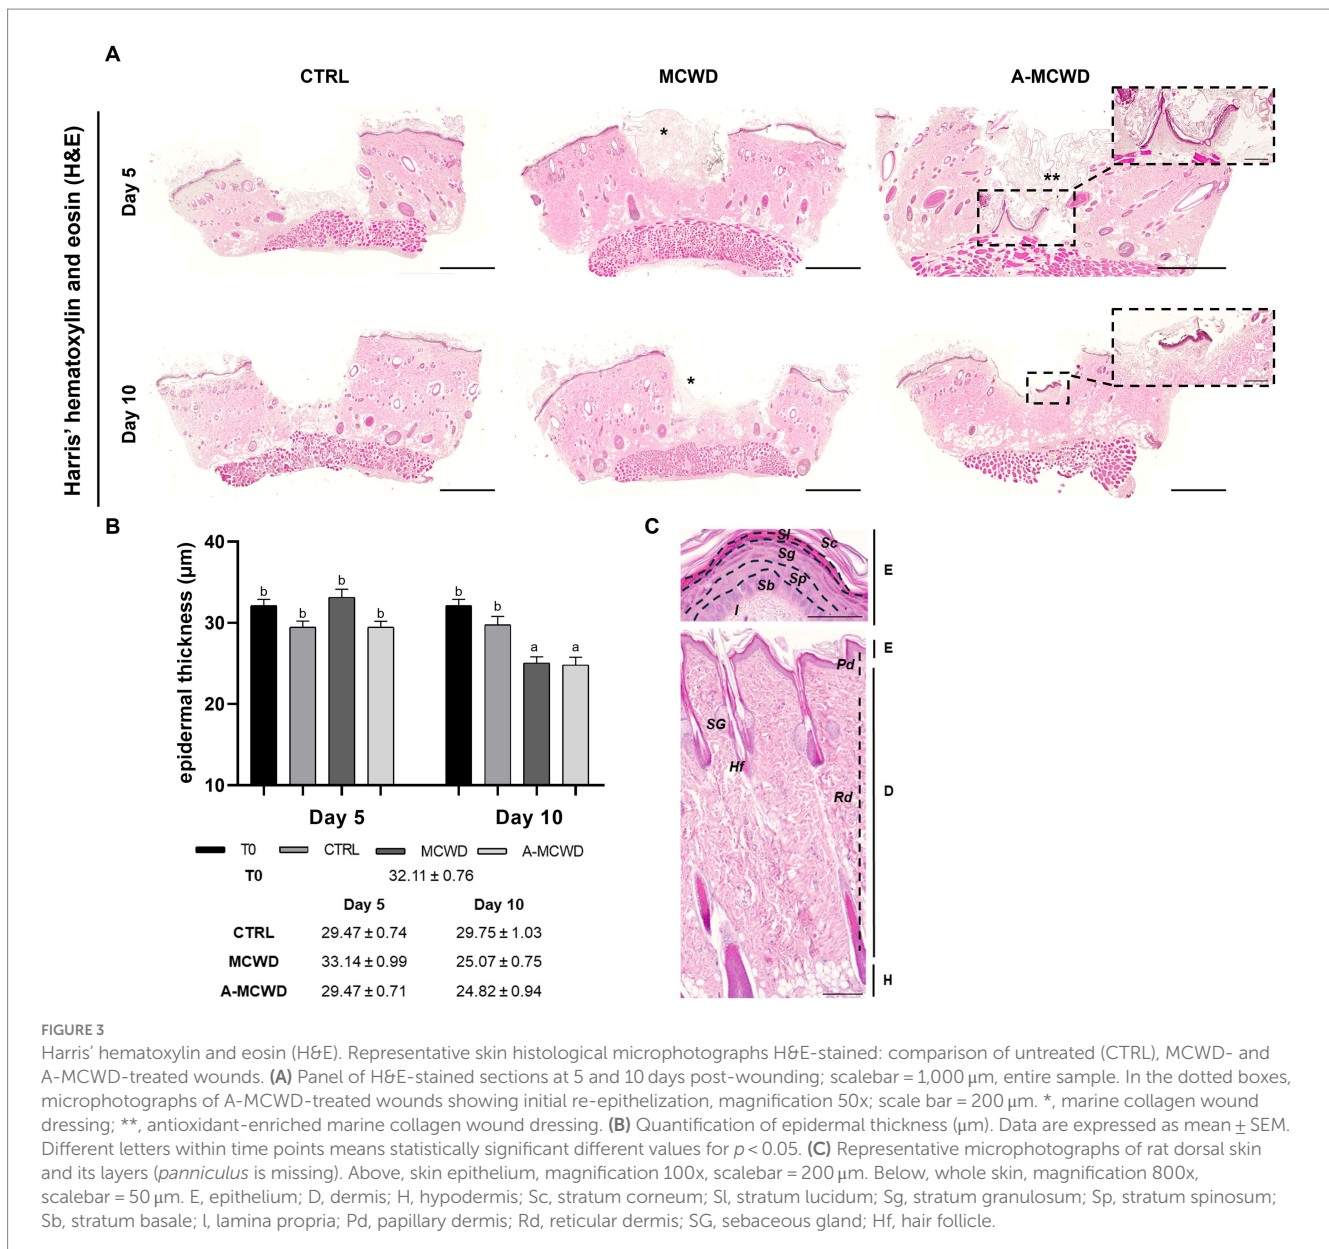 A
CTRL
MCWD
A-MCWD
Harris’ hematoxylin and eosin (H&E)
Day 5
*
**
Day 10
*
B
epidermal thickness (µm)
40
30
20
10
b
b
b
b
b
b
a
a
Day 5
Day 10
T0
CTRL
MCWD
A-MCWD
T0
32.11 ± 0.76
Day 5
Day 10
CTRL
29.47 ± 0.74
29.75 ± 1.03
MCWD
33.14 ± 0.99
25.07 ± 0.75
A-MCWD
29.47 ± 0.71
24.82 ± 0.94
C
Sl
Sc
Sg
Sp
Sb
l
E
E
Pd
SG
Hf
Rd
D
H
FIGURE 3
Harris’ hematoxylin and eosin (H&E). Representative skin histological microphotographs H&E-stained: comparison of untreated (CTRL), MCWD- and
A-MCWD-treated wounds. (A) Panel of H&E-stained sections at 5 and 10 days post-wounding; scalebar = 1,000 µm, entire sample. In the dotted boxes,
microphotographs of A-MCWD-treated wounds showing initial re-epithelization, magnification 50x; scale bar = 200 µm. *, marine collagen wound
dressing; **, antioxidant-enriched marine collagen wound dressing. (B) Quantification of epidermal thickness (µm). Data are expressed as mean ± SEM.
Different letters within time points means statistically significant different values for p < 0.05. (C) Representative microphotographs of rat dorsal skin
and its layers (panniculus is missing). Above, skin epithelium, magnification 100x, scalebar = 200 µm. Below, whole skin, magnification 800x,
scalebar = 50 µm. E, epithelium; D, dermis; H, hypodermis; Sc, stratum corneum; Sl, stratum lucidum; Sg, stratum granulosum; Sp, stratum spinosum;
Sb, stratum basale; l, lamina propria; Pd, papillary dermis; Rd, reticular dermis; SG, sebaceous gland; Hf, hair follicle.